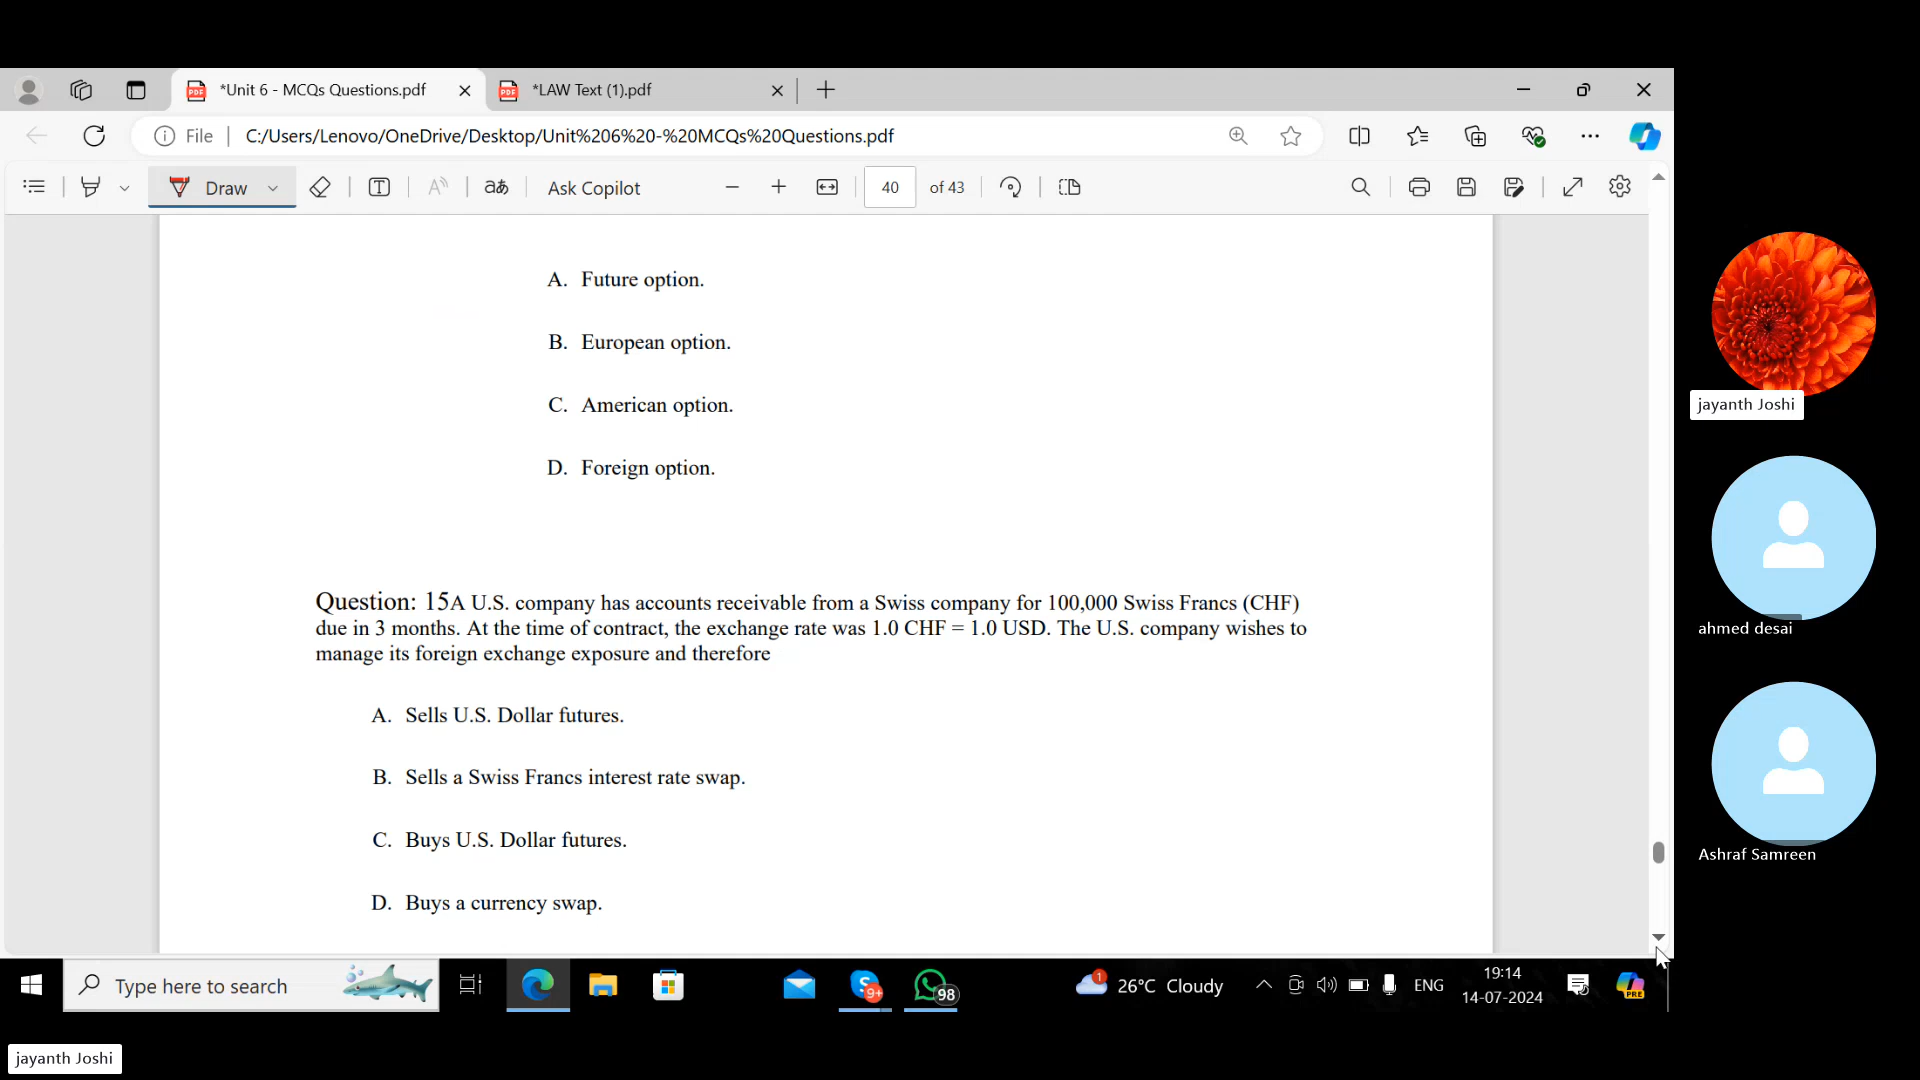 *Unit 6 - MCQs Questions.pdf
*LAW Text (1).pdf
File
C:/Users/Lenovo/OneDrive/Desktop/Unit%206%20-%20MCQs%20Questions.pdf
Draw
Ask Copilot
40
of 43
A. Future option.
B. European option.
C. American option.
D. Foreign option.
Question: 15A U.S. company has accounts receivable from a Swiss company for 100,000 Swiss Francs (CHF)
due in 3 months. At the time of contract, the exchange rate was 1.0 CHF = 1.0 USD. The U.S. company wishes to
manage its foreign exchange exposure and therefore
A. Sells U.S. Dollar futures.
B. Sells a Swiss Francs interest rate swap.
C. Buys U.S. Dollar futures.
D. Buys a currency swap.
jayanth Joshi
ahmed desai
Ashraf Samreen
Type here to search
9+
98
1
26°C Cloudy
ENG
19:14
14-07-2024
PRE
jayanth Joshi